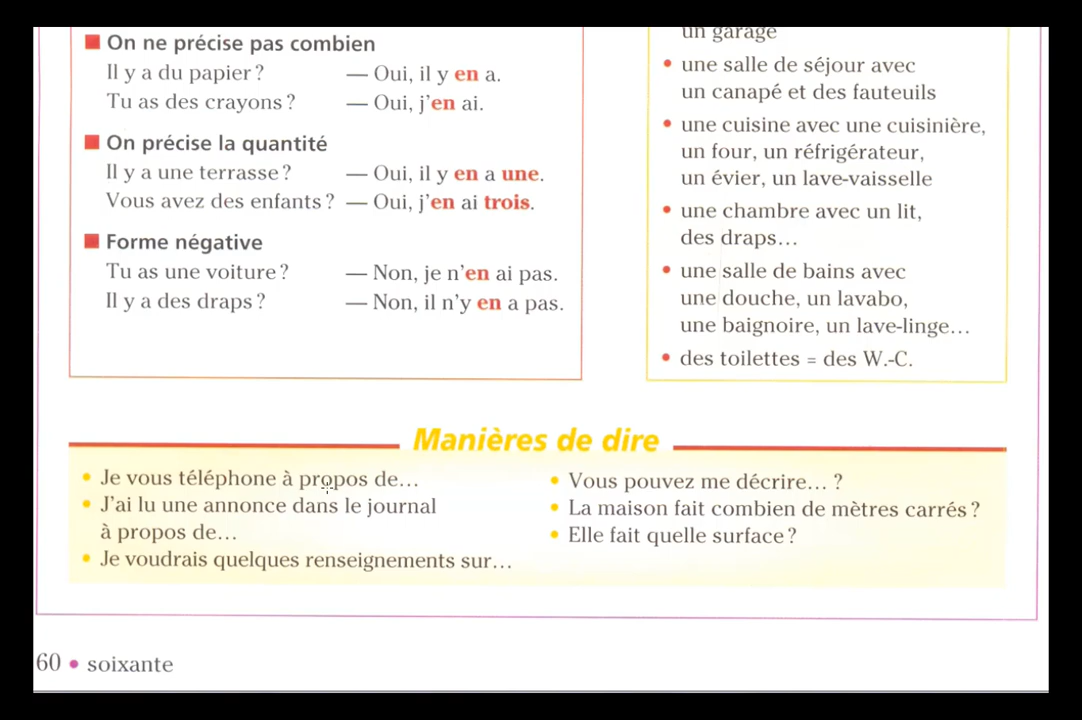 On ne précise pas combien
Il y a du papier ? — Oui, il y en a.
Tu as des crayons ? — Oui, j'en ai.
On précise la quantité
Il y a une terrasse ? — Oui, il y en a une.
Vous avez des enfants ? — Oui, j'en ai trois.
Forme négative
Tu as une voiture ? — Non, je n'en ai pas.
Il y a des draps ? — Non, il n'y en a pas.
un garage
• une salle de séjour avec
un canapé et des fauteuils
• une cuisine avec une cuisinière,
un four, un réfrigérateur,
un évier, un lave-vaisselle
• une chambre avec un lit,
des draps…
• une salle de bains avec
une douche, un lavabo,
une baignoire, un lave-linge…
• des toilettes = des W.-C.
Manières de dire
• Je vous téléphone à propos de…
• J'ai lu une annonce dans le journal
à propos de…
• Je voudrais quelques renseignements sur…
• Vous pouvez me décrire… ?
• La maison fait combien de mètres carrés ?
• Elle fait quelle surface ?
60 • soixante